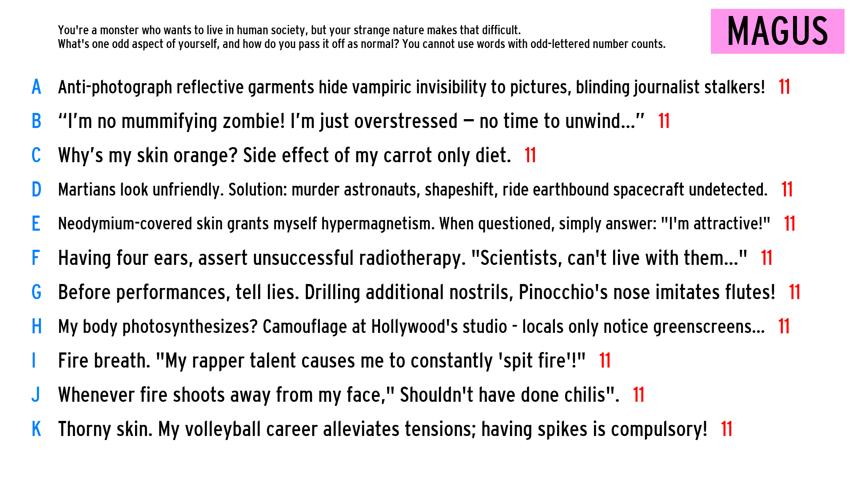 You're a monster who wants to live in human society, but your strange nature makes that difficult.
What's one odd aspect of yourself, and how do you pass it off as normal? You cannot use words with odd-lettered number counts.
MAGUS
A Anti-photograph reflective garments hide vampiric invisibility to pictures, blinding journalist stalkers! 11
B “I’m no mummifying zombie! I’m just overstressed – no time to unwind...” 11
C Why’s my skin orange? Side effect of my carrot only diet. 11
D Martians look unfriendly. Solution: murder astronauts, shapeshift, ride earthbound spacecraft undetected. 11
E Neodymium-covered skin grants myself hypermagnetism. When questioned, simply answer: "I'm attractive!" 11
F Having four ears, assert unsuccessful radiotherapy. "Scientists, can't live with them..." 11
G Before performances, tell lies. Drilling additional nostrils, Pinocchio's nose imitates flutes! 11
H My body photosynthesizes? Camouflage at Hollywood's studio - locals only notice greenscreens... 11
I Fire breath. "My rapper talent causes me to constantly 'spit fire'!" 11
J Whenever fire shoots away from my face," Shouldn't have done chilis". 11
K Thorny skin. My volleyball career alleviates tensions; having spikes is compulsory! 11